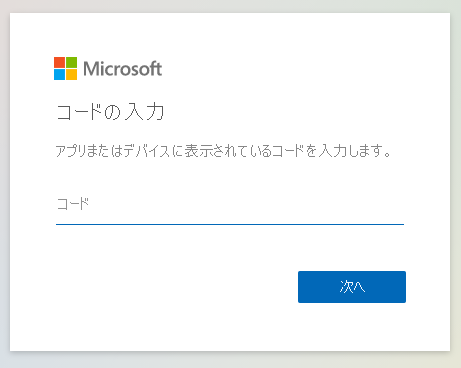 Microsoft
コードの入力
アプリまたはデバイスに表示されているコードを入力します。
コード
次へ